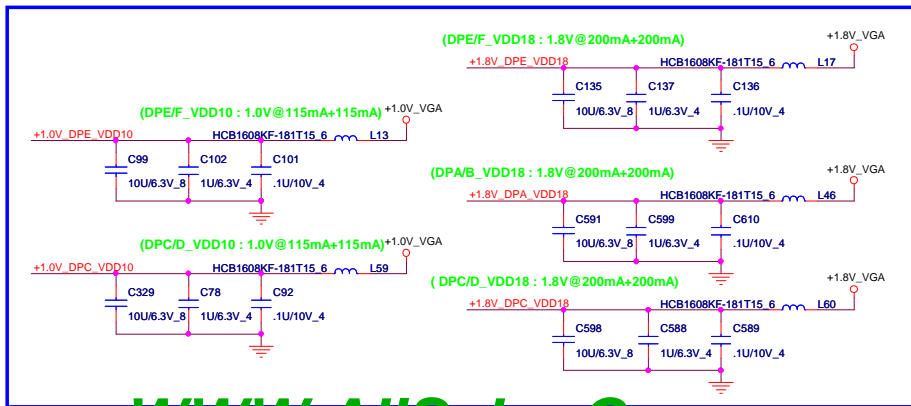 (DPE/F_VDD18 : 1.8V@200mA+200mA)
+1.8V_VGA
+1.8V_DPE_VDD18
HCB1608KF-181T15_6
L17
C135
C137
C136
10U/6.3V_8
1U/6.3V_4
.1U/10V_4
(DPE/F_VDD10 : 1.0V@115mA+115mA)
+1.0V_VGA
+1.0V_DPE_VDD10
HCB1608KF-181T15_6
L13
C99
C102
C101
10U/6.3V_8
1U/6.3V_4
.1U/10V_4
(DPA/B_VDD18 : 1.8V@200mA+200mA)
+1.8V_VGA
+1.8V_DPA_VDD18
HCB1608KF-181T15_6
L46
C591
C599
C610
10U/6.3V_8
1U/6.3V_4
.1U/10V_4
(DPC/D_VDD10 : 1.0V@115mA+115mA)
+1.0V_VGA
+1.0V_DPC_VDD10
HCB1608KF-181T15_6
L59
C329
C78
C92
10U/6.3V_8
1U/6.3V_4
.1U/10V_4
( DPC/D_VDD18 : 1.8V@200mA+200mA)
+1.8V_VGA
+1.8V_DPC_VDD18
HCB1608KF-181T15_6
L60
C598
C588
C589
10U/6.3V_8
1U/6.3V_4
.1U/10V_4